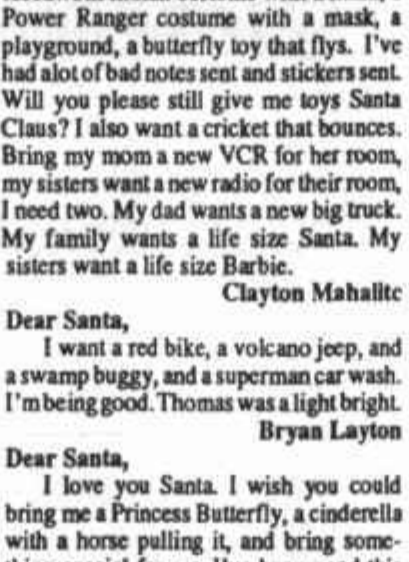 Power Ranger costume with a mask, a
playground, a butterfly toy that flys. I've
had alot of bad notes sent and stickers sent.
Will you please still give me toys Santa
Claus? I also want a cricket that bounces.
Bring my mom a new VCR for her room,
my sisters want a new radio for their room,
I need two. My dad wants a new big truck.
My family wants a life size Santa. My
sisters want a life size Barbie.
Clayton Mahalitc
Dear Santa,
I want a red bike, a volcano jeep, and
a swamp buggy, and a superman car wash.
I'm being good. Thomas was a light bright.
Bryan Layton
Dear Santa,
I love you Santa. I wish you could
bring me a Princess Butterfly, a cinderella
with a horse pulling it, and bring some-